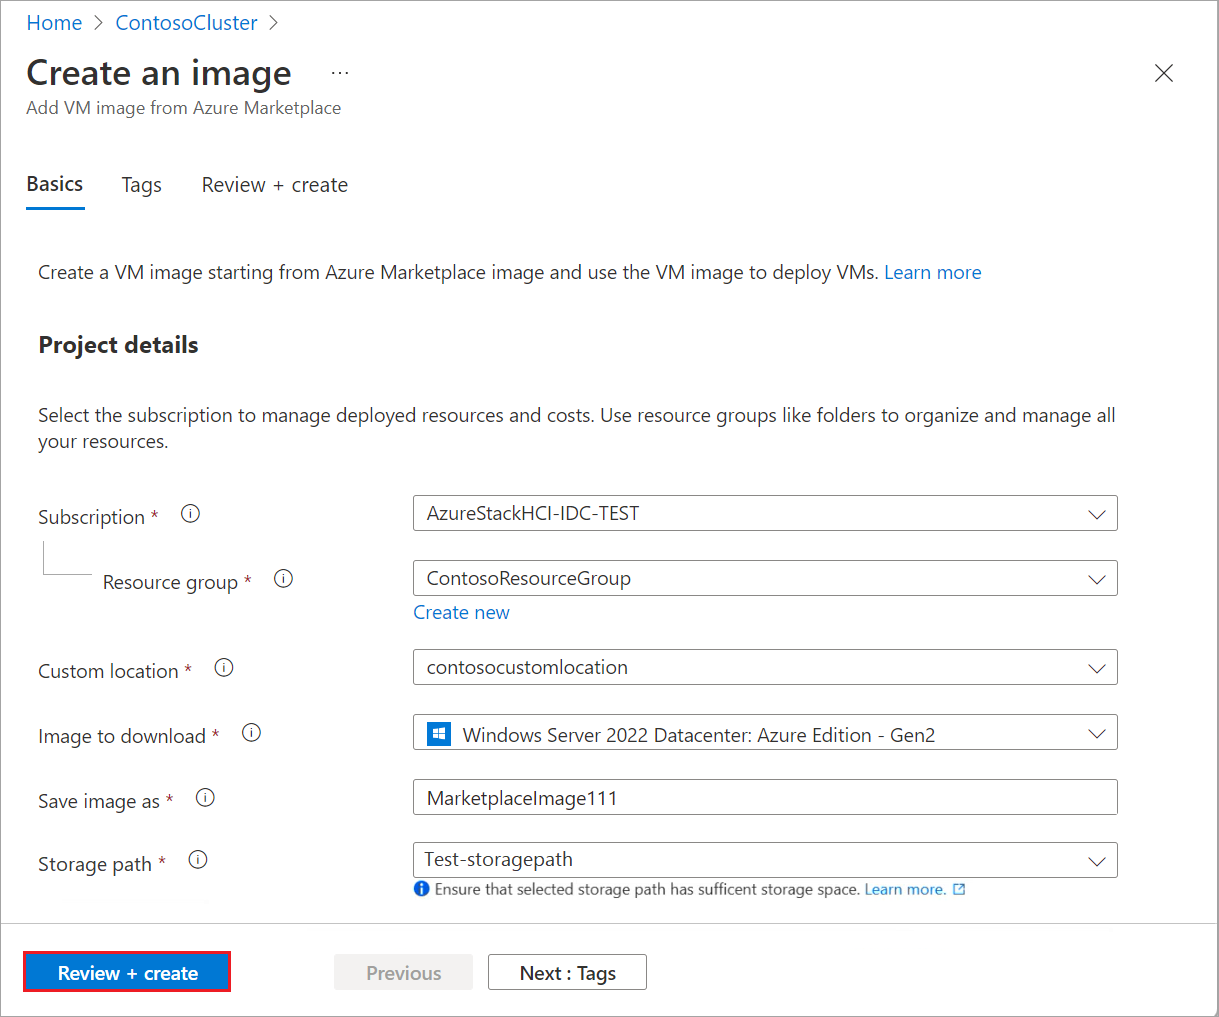 Home > ContosoCluster >
Create an image ...
Add VM image from Azure Marketplace
Basics Tags Review + create
Create a VM image starting from Azure Marketplace image and use the VM image to deploy VMs. Learn more
Project details
Select the subscription to manage deployed resources and costs. Use resource groups like folders to organize and manage all
your resources.
Subscription * AzureStackHCI-IDC-TEST
Resource group * ContosoResourceGroup
Create new
Custom location * contosocustomlocation
Image to download * Windows Server 2022 Datacenter: Azure Edition - Gen2
Save image as * MarketplaceImage111
Storage path * Test-storagepath
Ensure that selected storage path has sufficent storage space. Learn more.
Review + create Previous Next : Tags